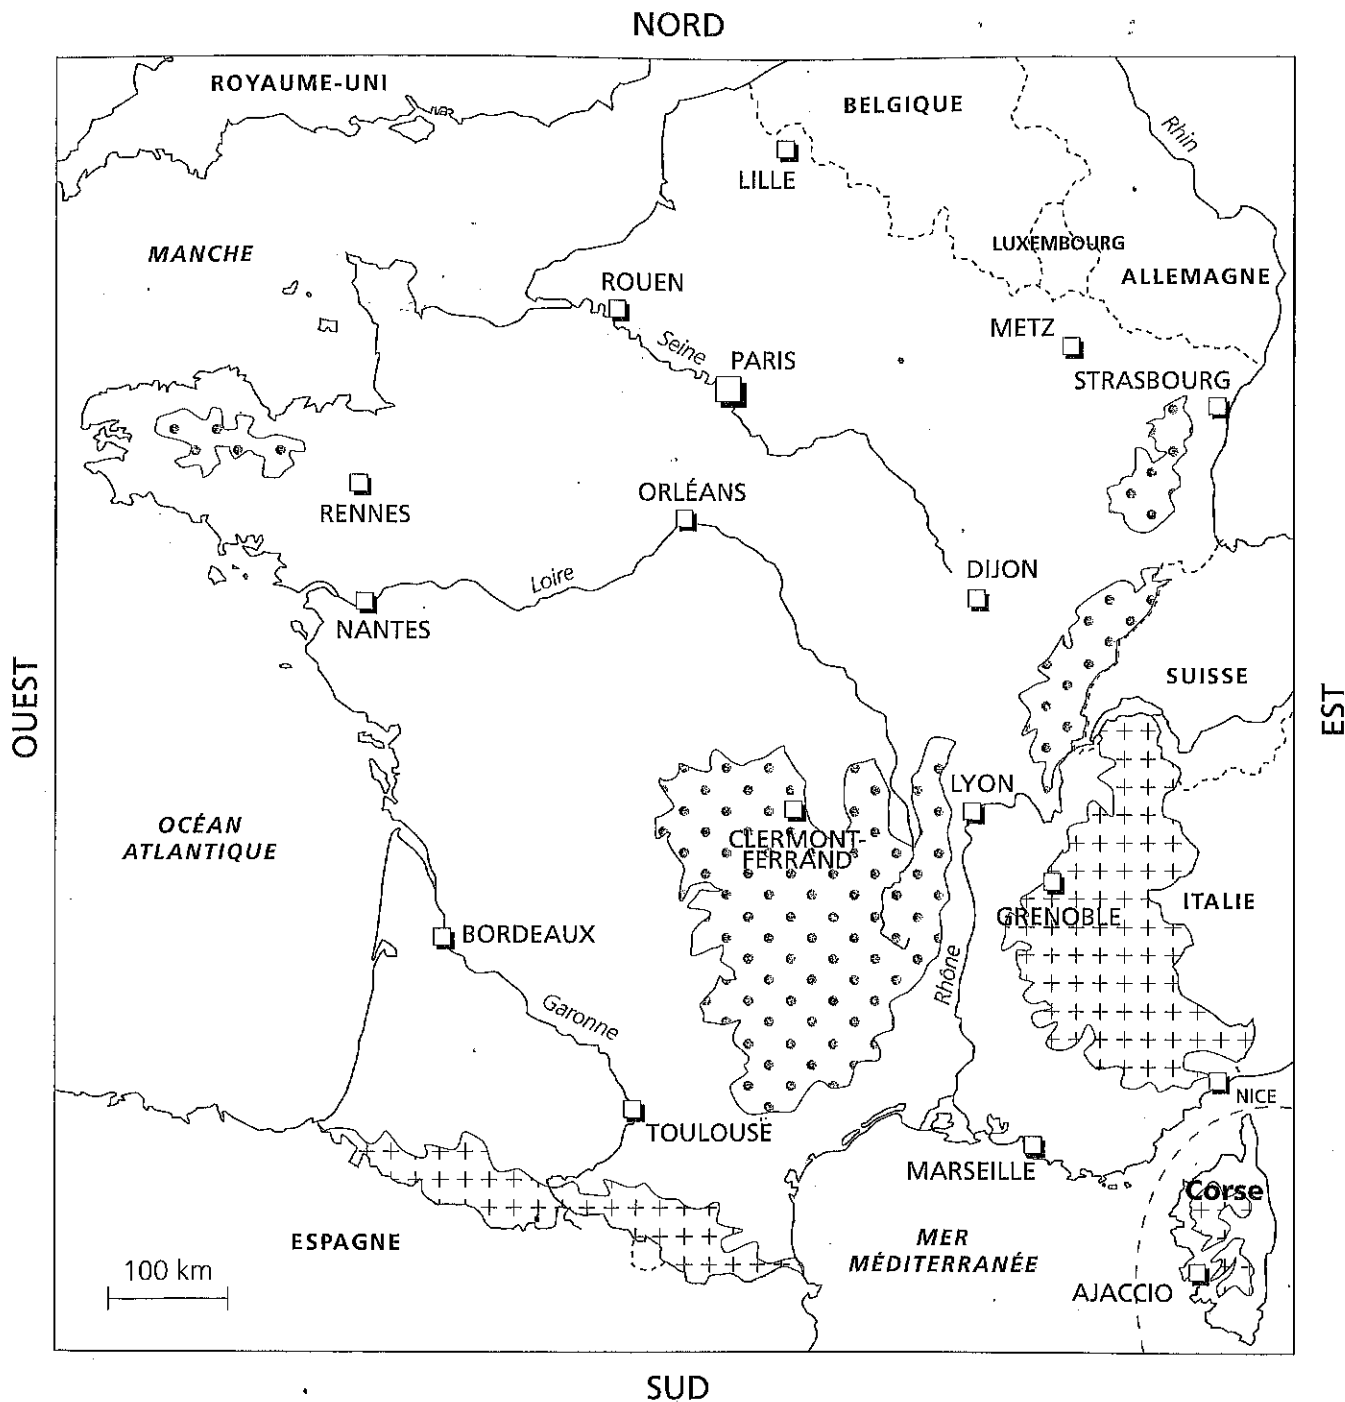 NORD
ROYAUME-UNI
BELGIQUE
Rhin
LILLE
MANCHE
LUXEMBOURG
ALLEMAGNE
ROUEN
METZ
Seine
PARIS
STRASBOURG
ORLÉANS
RENNES
DIJON
Loire
NANTES
SUISSE
OUEST
EST
LYON
OCÉAN
ATLANTIQUE
CLERMONT-
FERRAND
ITALIE
GRENOBLE
BORDEAUX
Rhône
Garonne
NICE
TOULOUSE
MARSEILLE
Corse
ESPAGNE
MER
MÉDITERRANÉE
100 km
AJACCIO
SUD